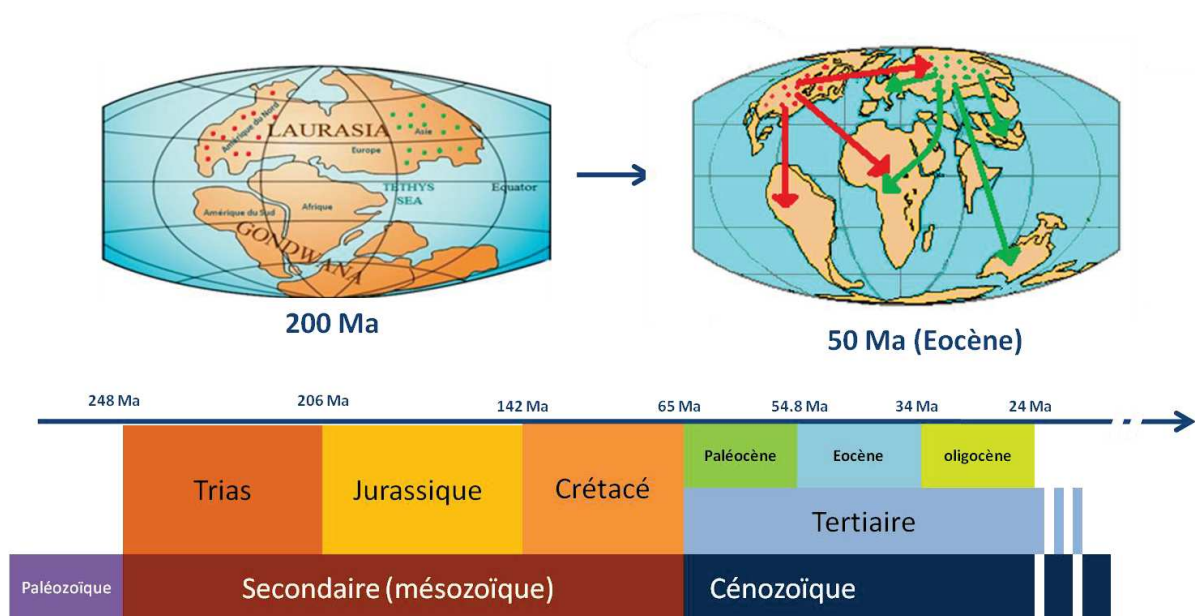 Amérique du Nord
LAURASIA
Asie
Europe
TETHYS
SEA
Equator
Amérique du Sud
Afrique
GONDWANA
200 Ma
50 Ma (Eocène)
248 Ma
206 Ma
142 Ma
65 Ma
54.8 Ma
34 Ma
24 Ma
Trias
Jurassique
Crétacé
Paléocène
Eocène
oligocène
Tertiaire
Paléozoïque
Secondaire (mésozoïque)
Cénozoïque